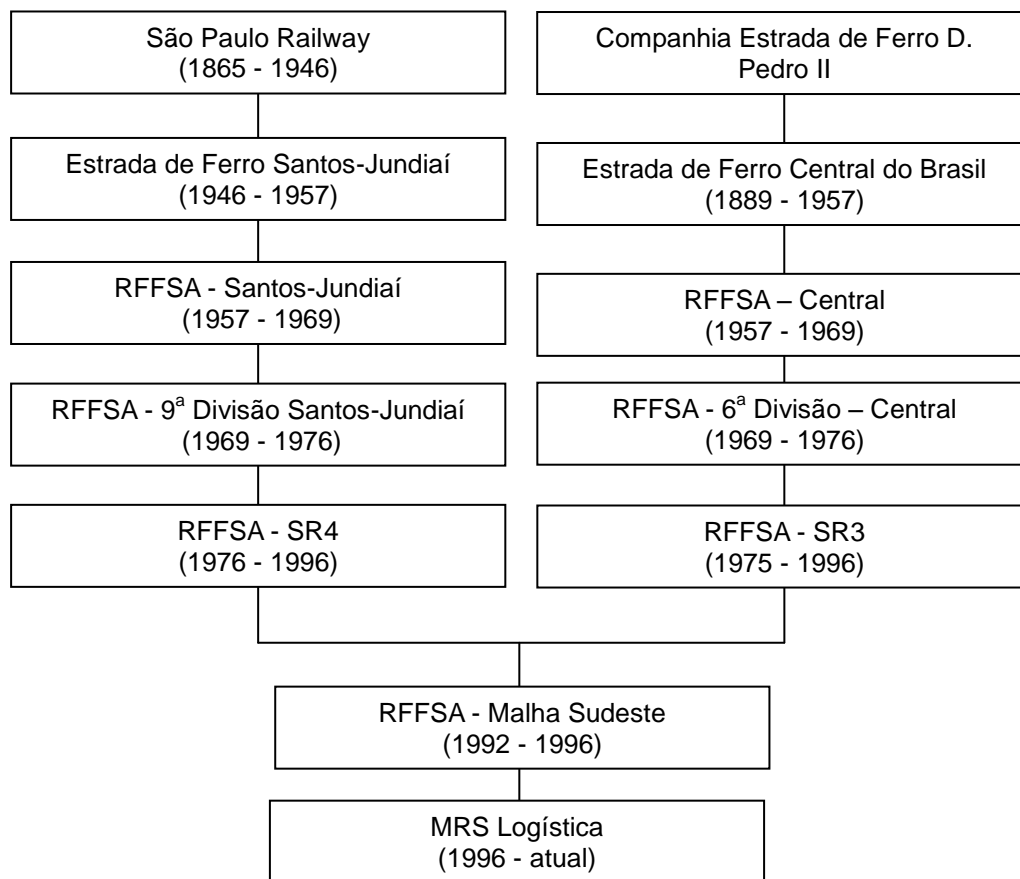 São Paulo Railway
(1865 - 1946)
Companhia Estrada de Ferro D.
Pedro II
Estrada de Ferro Santos-Jundiaí
(1946 - 1957)
Estrada de Ferro Central do Brasil
(1889 - 1957)
RFFSA - Santos-Jundiaí
(1957 - 1969)
RFFSA – Central
(1957 - 1969)
RFFSA - 9ª Divisão Santos-Jundiaí
(1969 - 1976)
RFFSA - 6ª Divisão – Central
(1969 - 1976)
RFFSA - SR4
(1976 - 1996)
RFFSA - SR3
(1975 - 1996)
RFFSA - Malha Sudeste
(1992 - 1996)
MRS Logística
(1996 - atual)